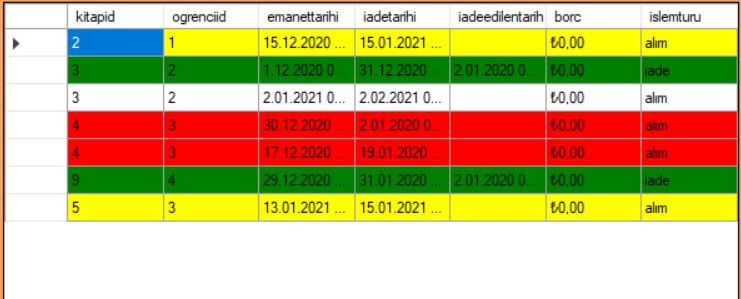 kitapid ogrenciid emanettarihi iadetarihi iadeedilentarih borc islemturu
2 1 15.12.2020 ... 15.01.2021 ... ₺0,00 alım
3 2 1.12.2020 0... 31.12.2020 ... 2.01.2020 0... ₺0,00 iade
3 2 2.01.2021 0... 2.02.2021 0... ₺0,00 alım
4 3 30.12.2020 ... 2.01.2020 0... ₺0,00 alım
4 3 17.12.2020 ... 19.01.2020 ... ₺0,00 alım
9 4 29.12.2020 ... 31.01.2020 ... 2.01.2020 0... ₺0,00 iade
5 3 13.01.2021 ... 15.01.2021 ... ₺0,00 alım